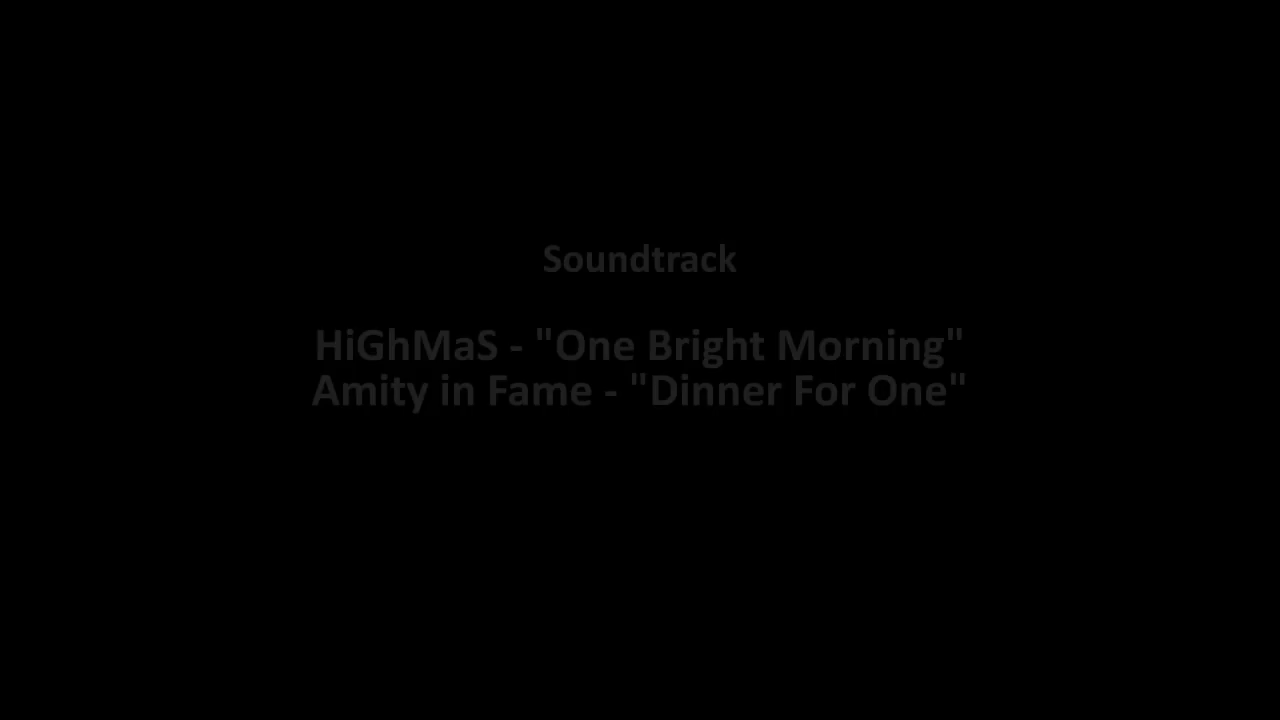 Soundtrack
HiGhMaS - "One Bright Morning"
Amity in Fame - "Dinner For One"